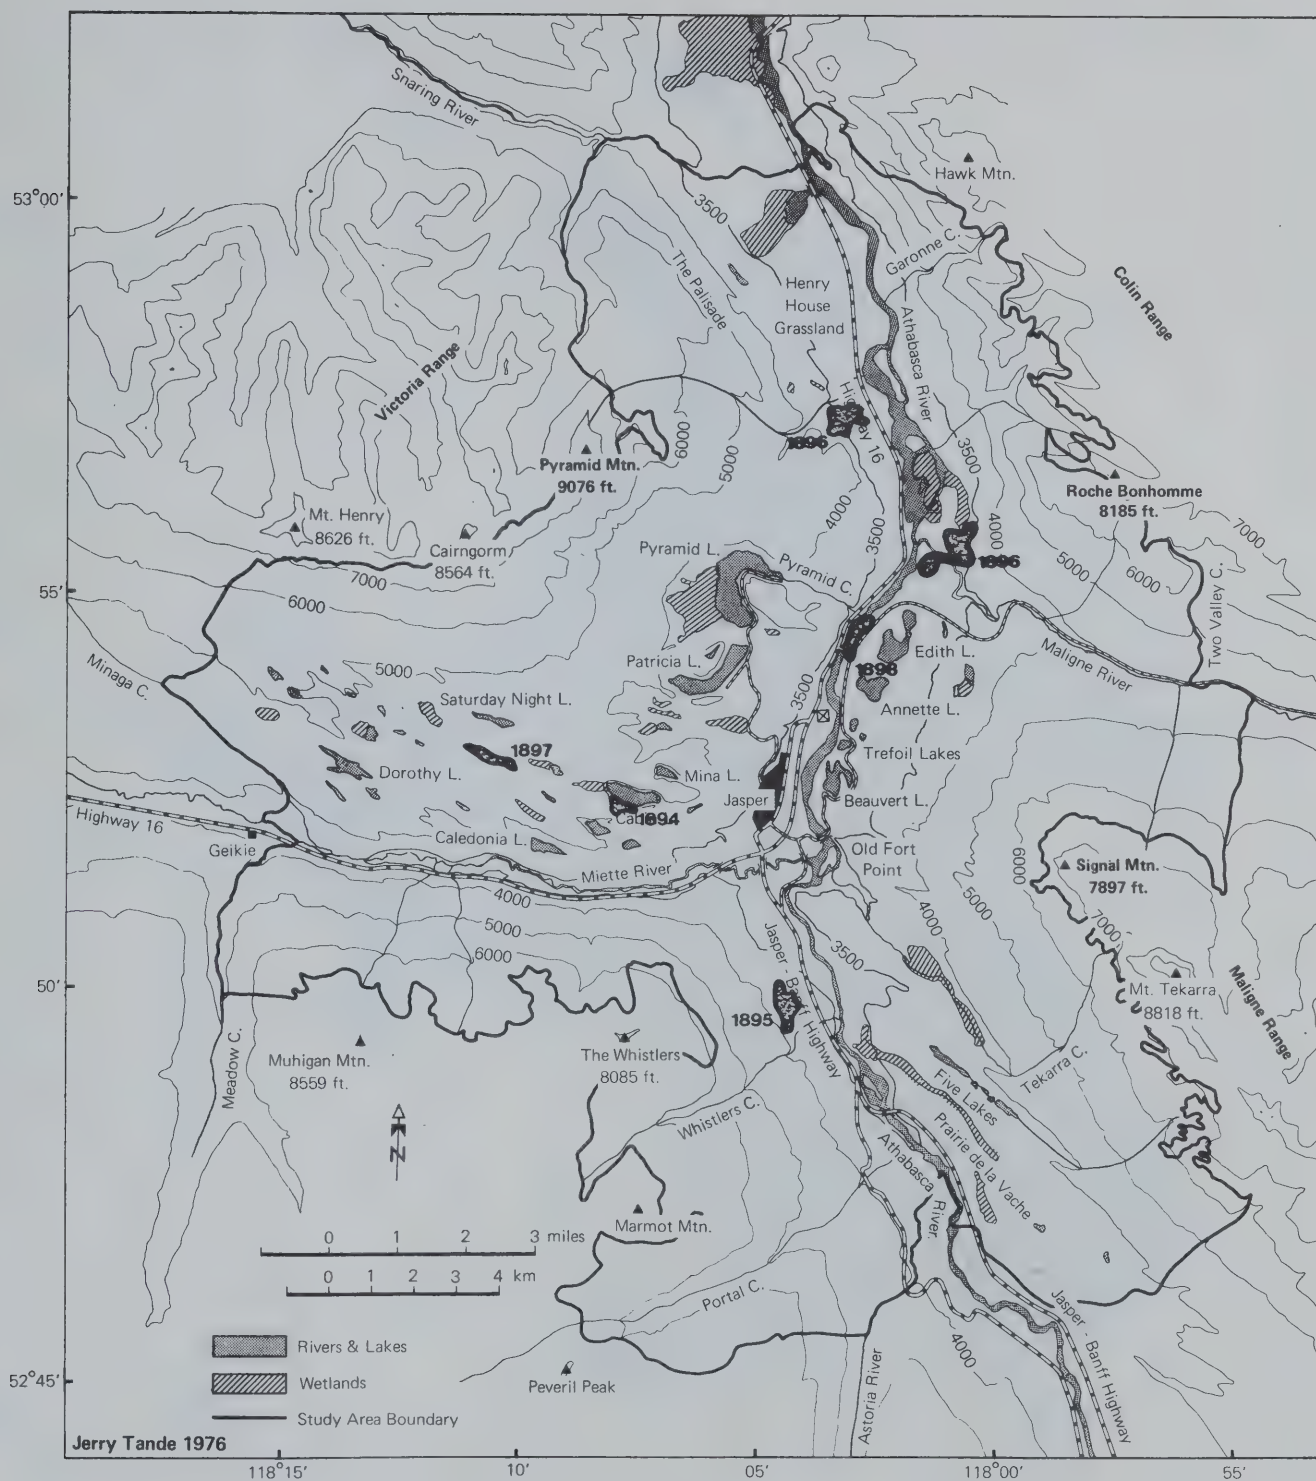 Snaring River
Hawk Mtn.
53°00'
3500
Garonne C.
The Palisade
Henry
House
Grassland
Colin Range
Athabasca River
Victoria Range
Highway 16
1896
6000
5000
3500
Pyramid Mtn.
9076 ft.
Roche Bonhomme
8185 ft.
4000
3500
4000
7000
Mt. Henry
8626 ft.
Cairngorm
8564 ft.
Pyramid L.
Pyramid C.
1896
5000
6000
55'
7000
6000
Two Valley C.
Edith L.
Maligne River
Minaga C.
5000
Patricia L.
1898
3500
Saturday Night L.
Annette L.
1897
Trefoil Lakes
Dorothy L.
Mina L.
Jasper
Beauvert L.
1894
Highway 16
Geikie
Caledonia L.
Miette River
Old Fort
Point
6000
Signal Mtn.
7897 ft.
4000
5000
4000
5000
6000
7000
Jasper - Banff Highway
3500
50'
Mt. Tekarra
8818 ft.
Maligne Range
1895
Meadow C.
Muhigan Mtn.
8559 ft.
The Whistlers
8085 ft.
Five Lakes
Tekarra C.
Whistlers C.
Prairie de la Vache
Athabasca
River.
N
Marmot Mtn.
0 1 2 3 miles
0 1 2 3 4 km
Portal C.
Jasper - Banff Highway
4000
Rivers & Lakes
Wetlands
Study Area Boundary
Peveril Peak
52°45'
Astoria River
Jerry Tande 1976
118°15' 10' 05' 118°00' 55'